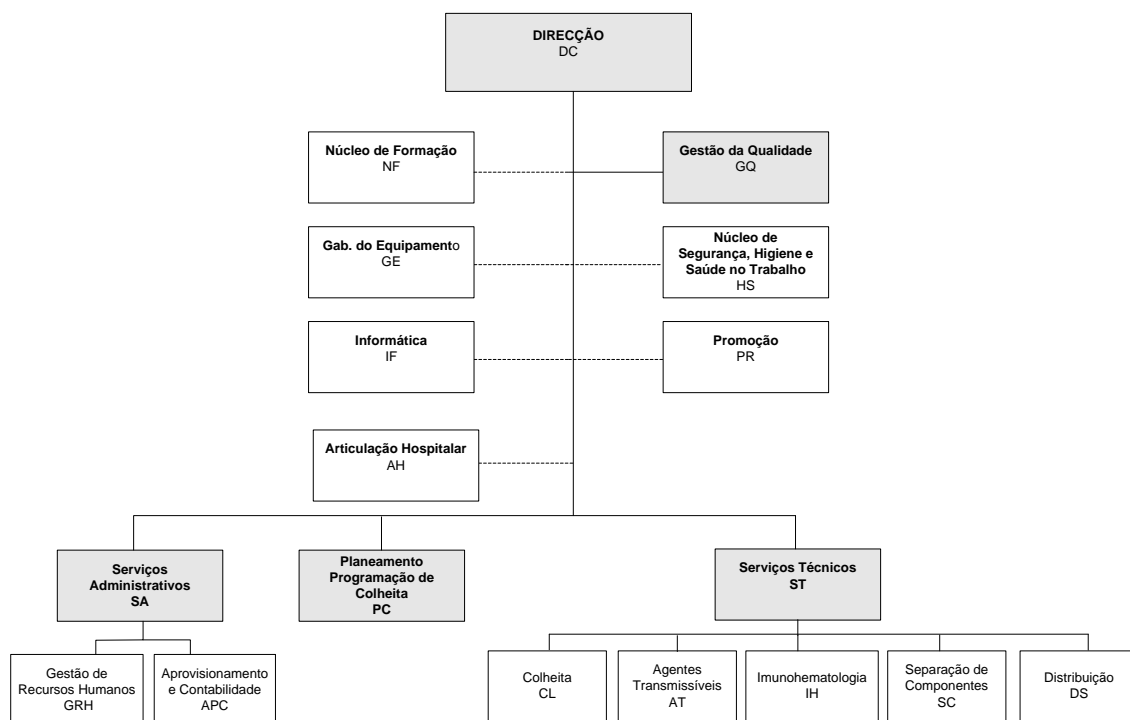 DIRECÇÃO
DC
Núcleo de Formação
NF
Gestão da Qualidade
GQ
Gab. do Equipamento
GE
Núcleo de
Segurança, Higiene e
Saúde no Trabalho
HS
Informática
IF
Promoção
PR
Articulação Hospitalar
AH
Serviços
Administrativos
SA
Planeamento
Programação de
Colheita
PC
Serviços Técnicos
ST
Gestão de
Recursos Humanos
GRH
Aprovisionamento
e Contabilidade
APC
Colheita
CL
Agentes
Transmissíveis
AT
Imunohematologia
IH
Separação de
Componentes
SC
Distribuição
DS